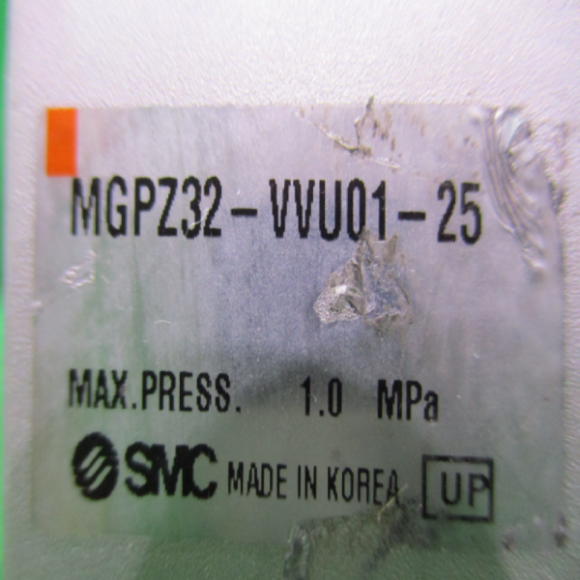 MGPZ32-VVU01-25
MAX.PRESS. 1.0 MPa
SMC MADE IN KOREA UP